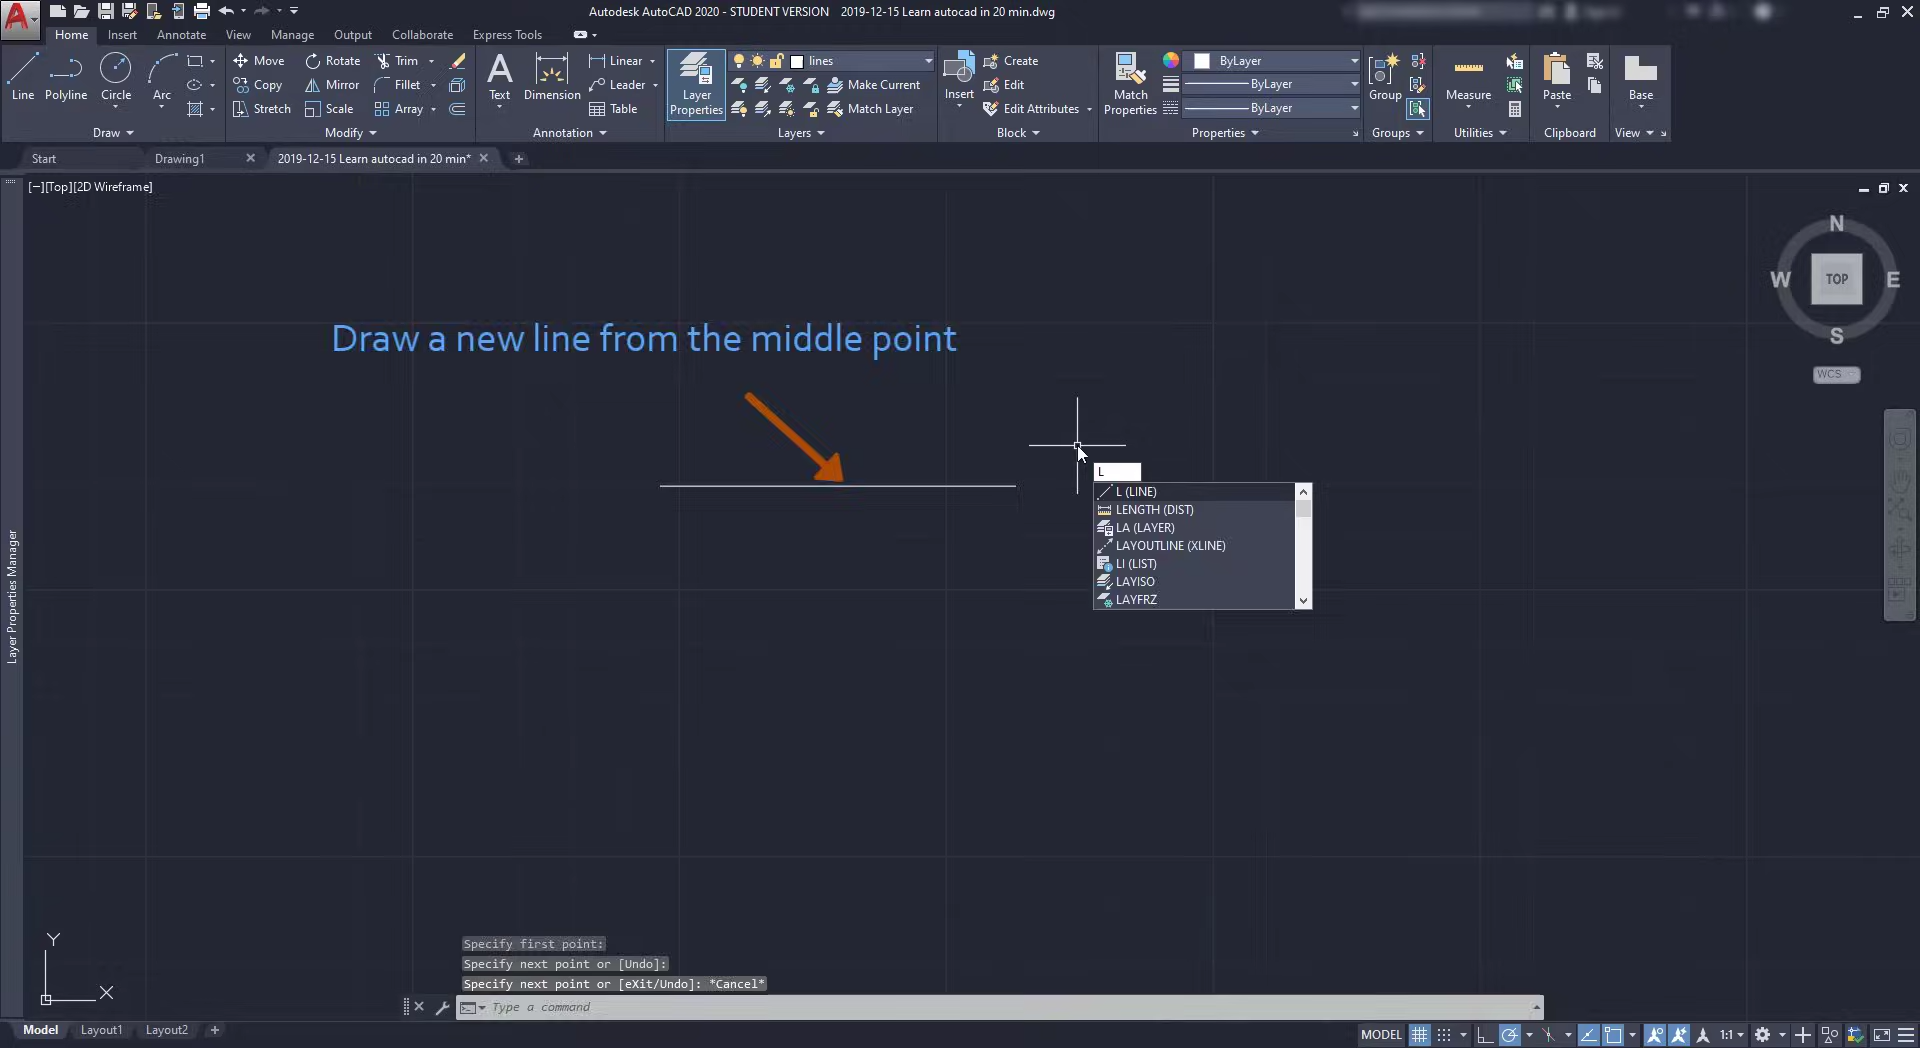 Autodesk AutoCAD 2020 - STUDENT VERSION 2019-12-15 Learn autocad in 20 min.dwg
Home Insert Annotate View Manage Output Collaborate Express Tools
Line Polyline Circle Arc
Move Rotate Trim
Copy Mirror Fillet
Stretch Scale Array
Text Dimension
Linear
Leader
Table
Layer Properties
lines
Make Current
Match Layer
Insert
Create
Edit
Edit Attributes
Match Properties
ByLayer
ByLayer
ByLayer
Group Measure Paste Base
Draw Modify Annotation Layers Block Properties Groups Utilities Clipboard View
Start Drawing1 2019-12-15 Learn autocad in 20 min*
[−][Top][2D Wireframe]
N
W TOP E
S
WCS
Draw a new line from the middle point
L
L (LINE)
LENGTH (DIST)
LA (LAYER)
LAYOUTLINE (XLINE)
LI (LIST)
LAYISO
LAYFRZ
Layer Properties Manager
Y
X
Specify first point:
Specify next point or [Undo]:
Specify next point or [eXit/Undo]: *Cancel*
Type a command
Model Layout1 Layout2
MODEL 1:1